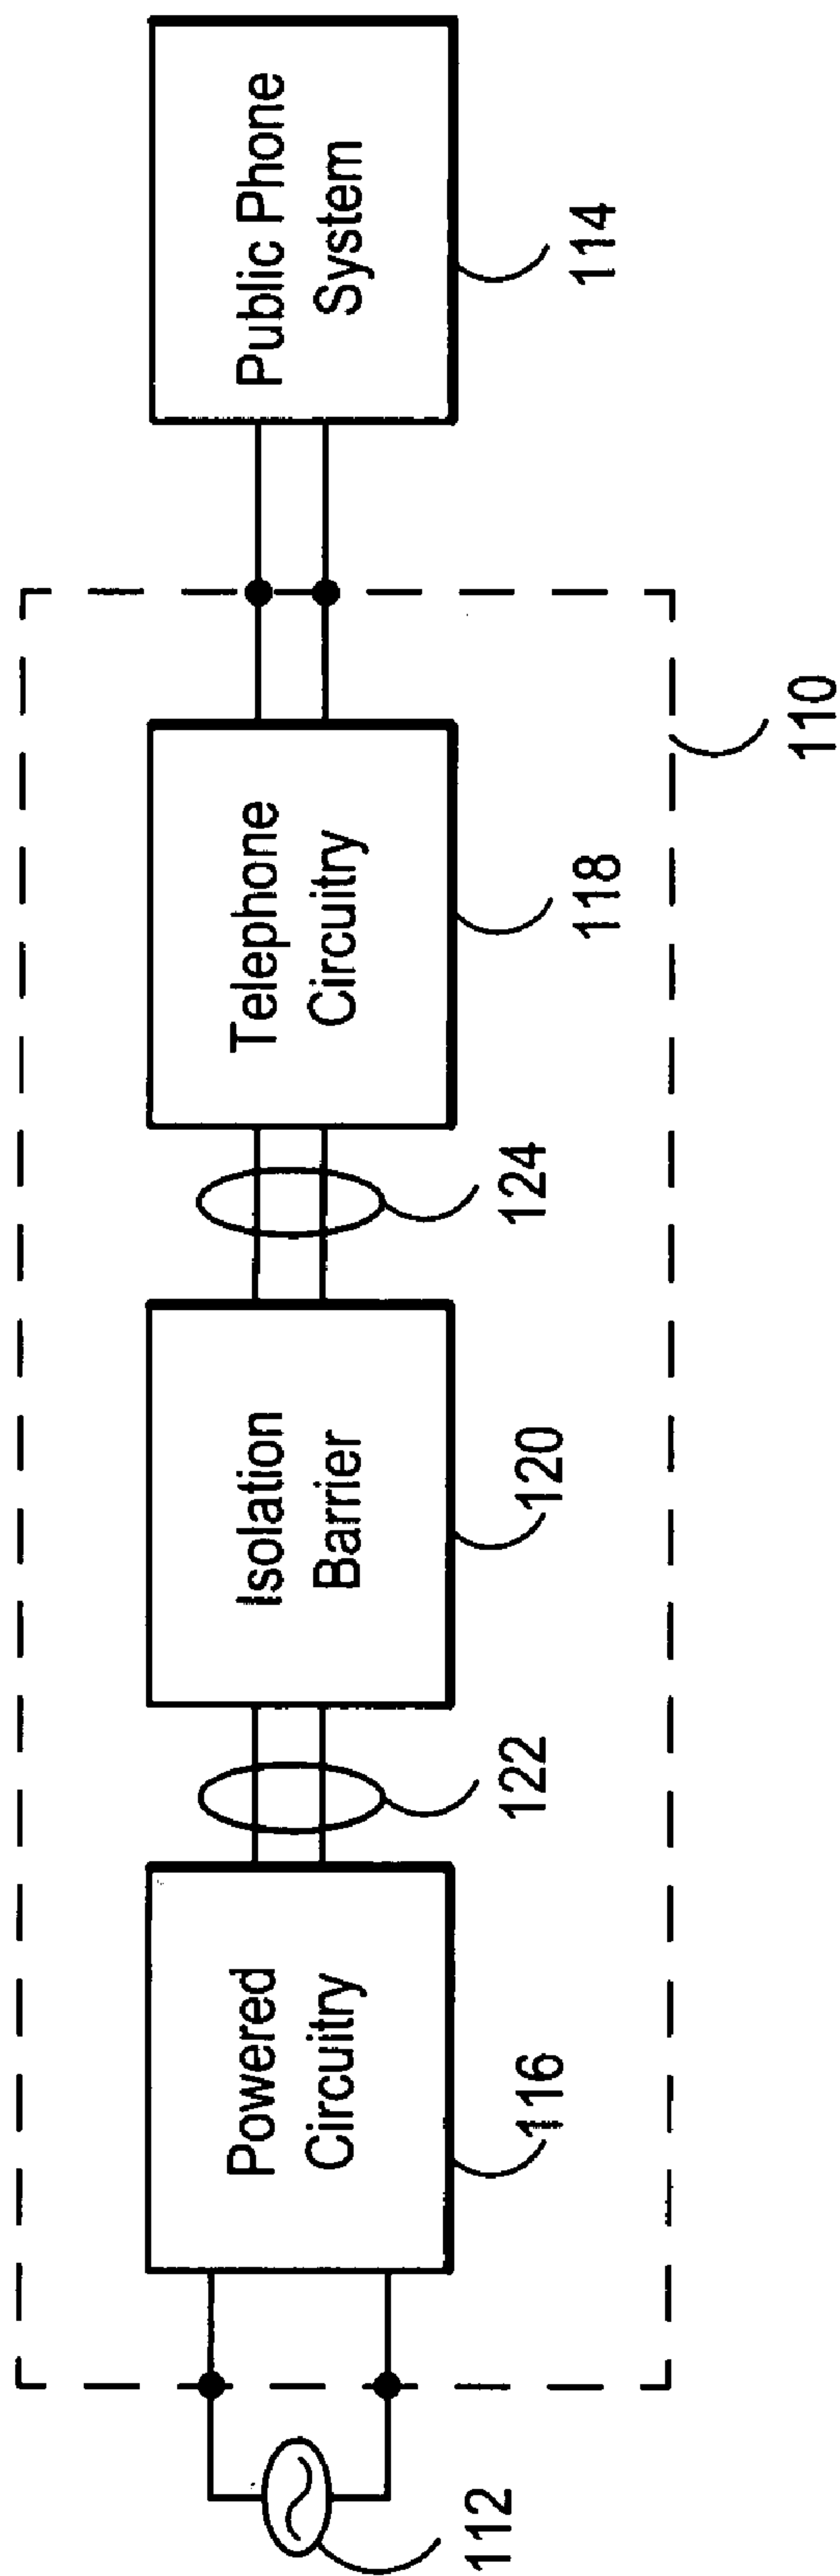 Powered
Circuitry
Isolation
Barrier
Telephone
Circuitry
Public Phone
System
112
116
122
120
124
118
110
114